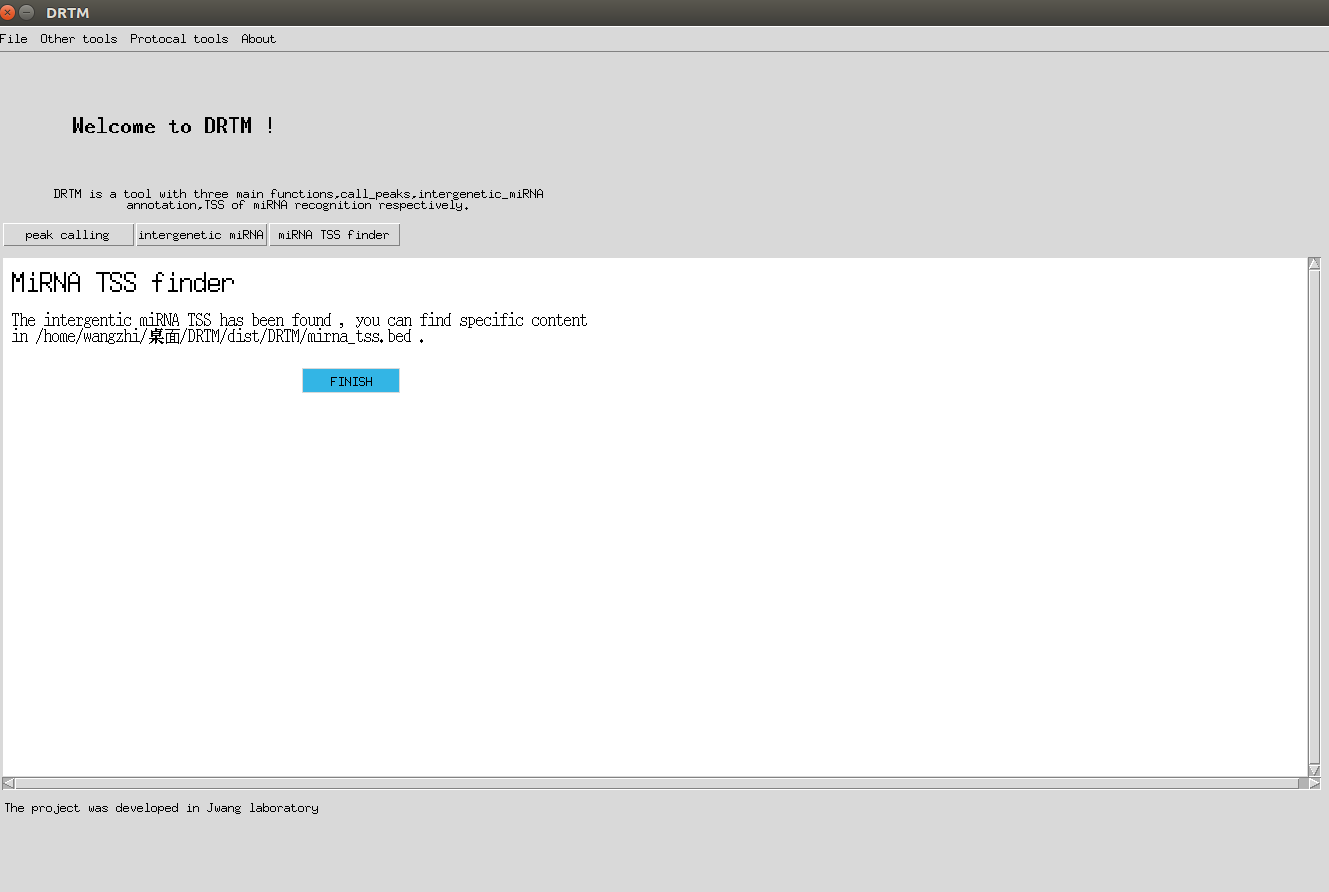 DRTM
File Other tools Protocal tools About
Welcome to DRTM !
DRTM is a tool with three main functions,call_peaks,intergenetic_miRNA
annotation,TSS of miRNA recognition respectively.
peak calling intergenetic miRNA miRNA TSS finder
MiRNA TSS finder
The intergentic miRNA TSS has been found , you can find specific content
in /home/wangzhi/桌面/DRTM/dist/DRTM/mirna_tss.bed .
FINISH
The project was developed in Jwang laboratory